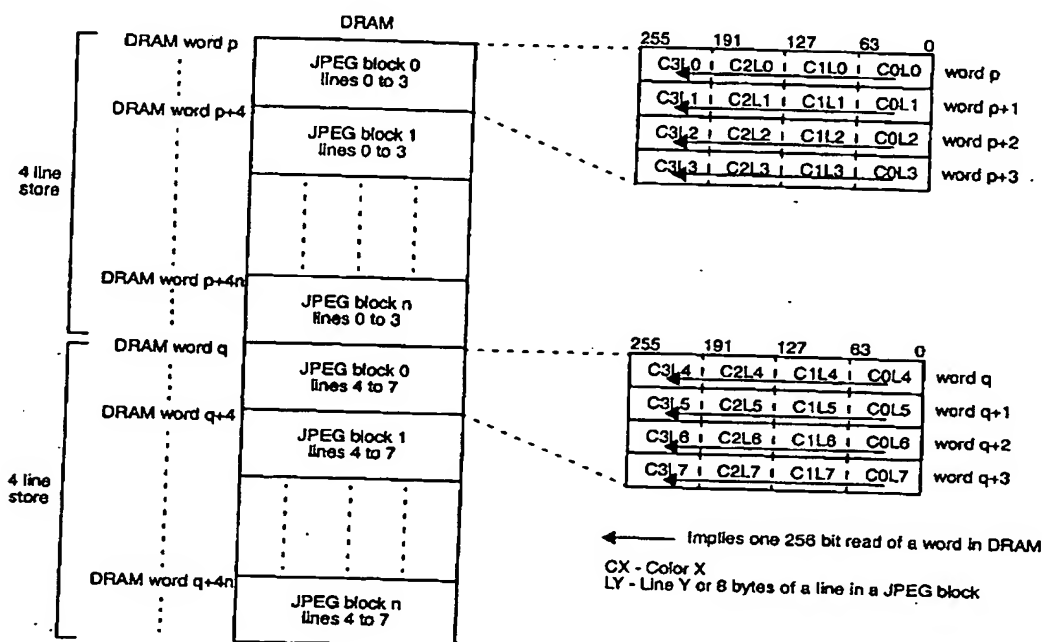 DRAM
DRAM word p
JPEG block 0
lines 0 to 3
DRAM word p+4
JPEG block 1
lines 0 to 3
4 line
store
DRAM word p+4n
JPEG block n
lines 0 to 3
DRAM word q
JPEG block 0
lines 4 to 7
DRAM word q+4
JPEG block 1
lines 4 to 7
4 line
store
DRAM word q+4n
JPEG block n
lines 4 to 7
255 191 127 63 0
C3L0 C2L0 C1L0 C0L0 word p
C3L1 C2L1 C1L1 C0L1 word p+1
C3L2 C2L2 C1L2 C0L2 word p+2
C3L3 C2L3 C1L3 C0L3 word p+3
255 191 127 63 0
C3L4 C2L4 C1L4 C0L4 word q
C3L5 C2L5 C1L5 C0L5 word q+1
C3L6 C2L6 C1L6 C0L6 word q+2
C3L7 C2L7 C1L7 C0L7 word q+3
Implies one 256 bit read of a word in DRAM
CX - Color X
LY - Line Y or 8 bytes of a line in a JPEG block